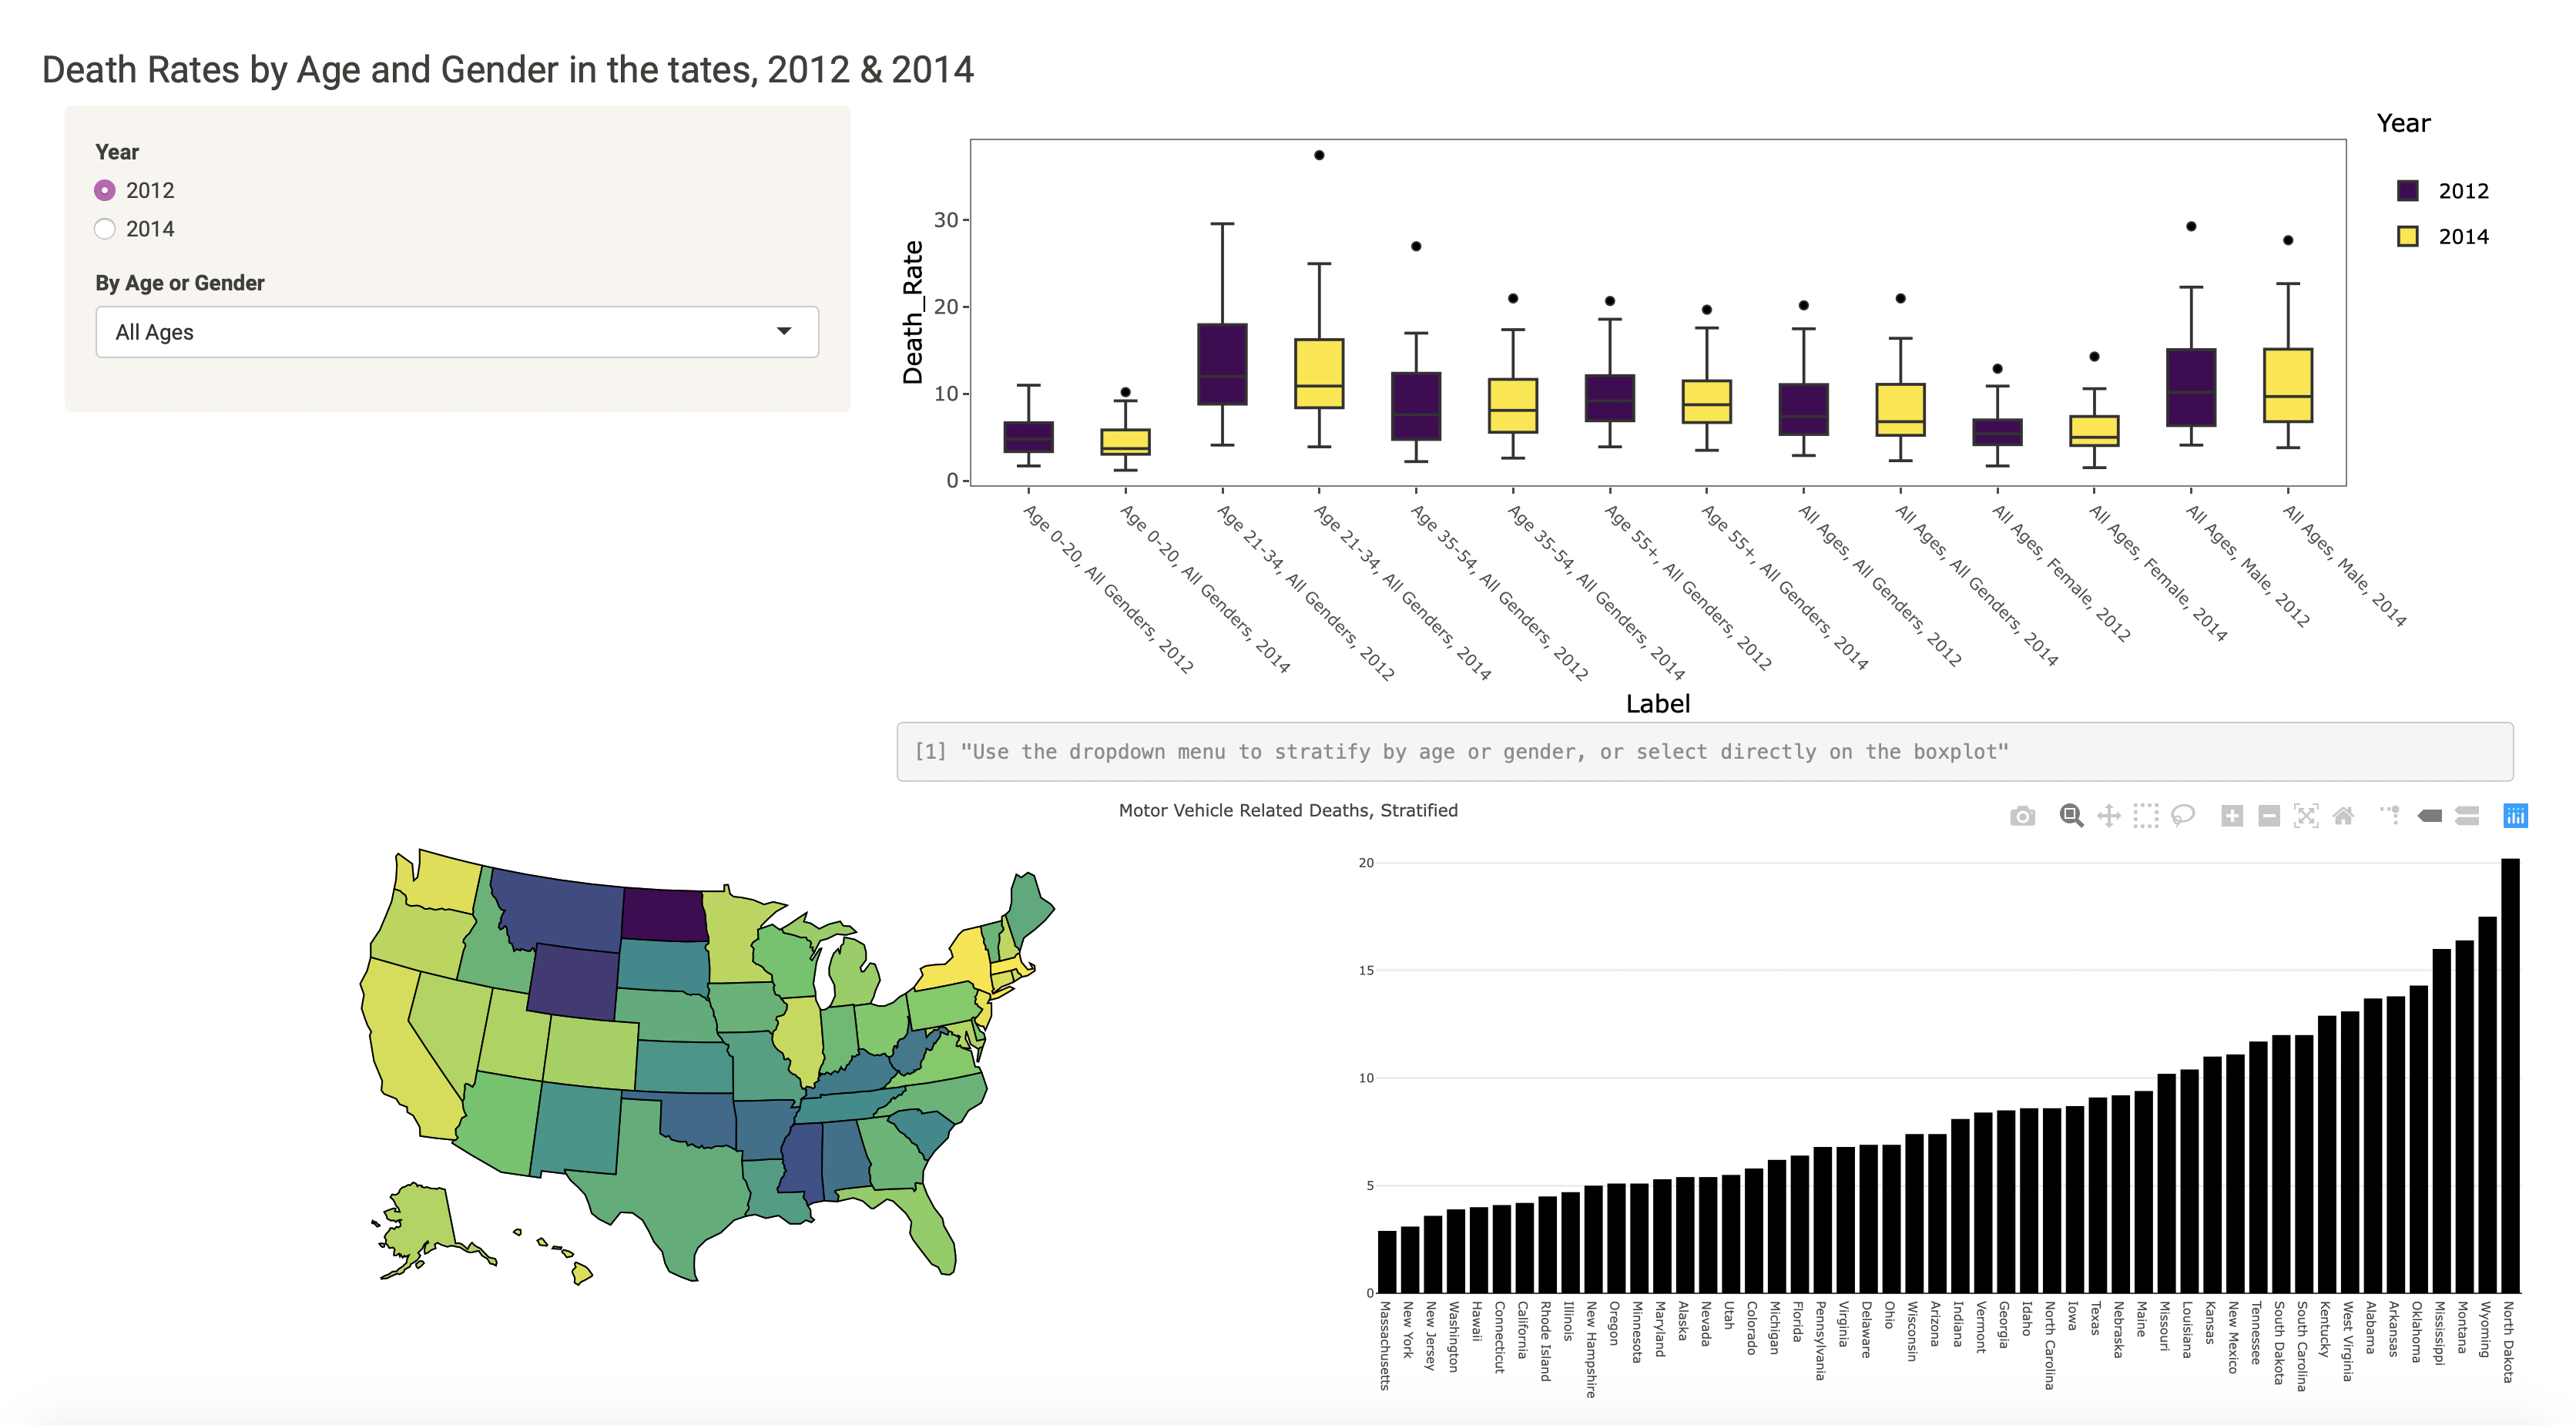 Death Rates by Age and Gender in the tates, 2012 & 2014
Year
2012
2014
By Age or Gender
All Ages
Death_Rate
30
20
10
0
Age 0-20, All Genders, 2012
Age 0-20, All Genders, 2014
Age 21-34, All Genders, 2012
Age 21-34, All Genders, 2014
Age 35-54, All Genders, 2012
Age 35-54, All Genders, 2014
Age 55+, All Genders, 2012
Age 55+, All Genders, 2014
All Ages, All Genders, 2012
All Ages, All Genders, 2014
All Ages, Female, 2012
All Ages, Female, 2014
All Ages, Male, 2012
All Ages, Male, 2014
Label
Year
2012
2014
[1] "Use the dropdown menu to stratify by age or gender, or select directly on the boxplot"
Motor Vehicle Related Deaths, Stratified
20
15
10
5
0
Massachusetts
New York
New Jersey
Washington
Hawaii
Connecticut
California
Rhode Island
Illinois
New Hampshire
Oregon
Minnesota
Maryland
Alaska
Nevada
Utah
Colorado
Michigan
Florida
Pennsylvania
Virginia
Delaware
Ohio
Wisconsin
Arizona
Indiana
Vermont
Georgia
Idaho
North Carolina
Iowa
Texas
Nebraska
Maine
Missouri
Louisiana
Kansas
New Mexico
Tennessee
South Dakota
South Carolina
Kentucky
West Virginia
Alabama
Arkansas
Oklahoma
Mississippi
Montana
Wyoming
North Dakota